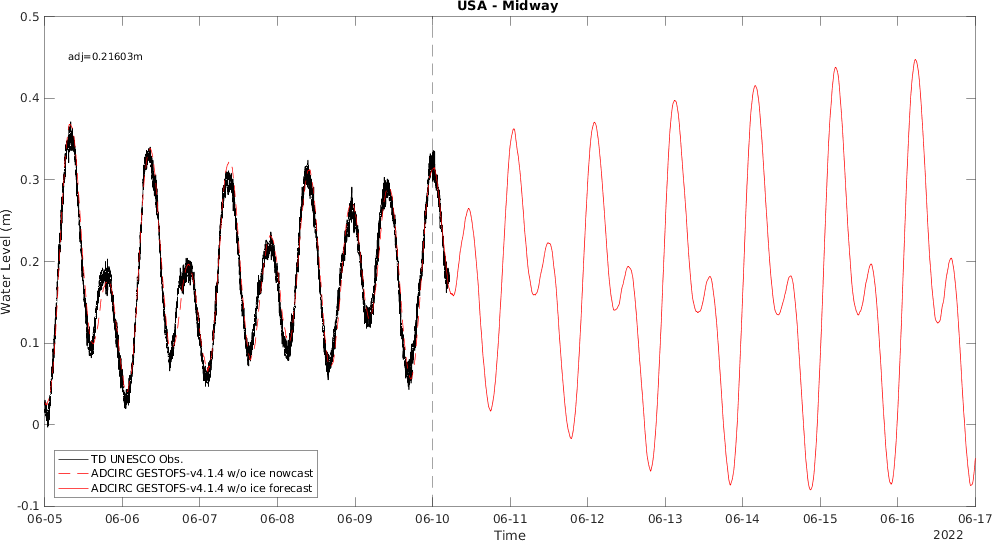 USA - Midway
0.5
adj=0.21603m
0.4
0.3
0.2
0.1
0
-0.1
Water Level (m)
TD UNESCO Obs.
ADCIRC GESTOFS-v4.1.4 w/o ice nowcast
ADCIRC GESTOFS-v4.1.4 w/o ice forecast
06-05 06-06 06-07 06-08 06-09 06-10 06-11 06-12 06-13 06-14 06-15 06-16 06-17
Time
2022